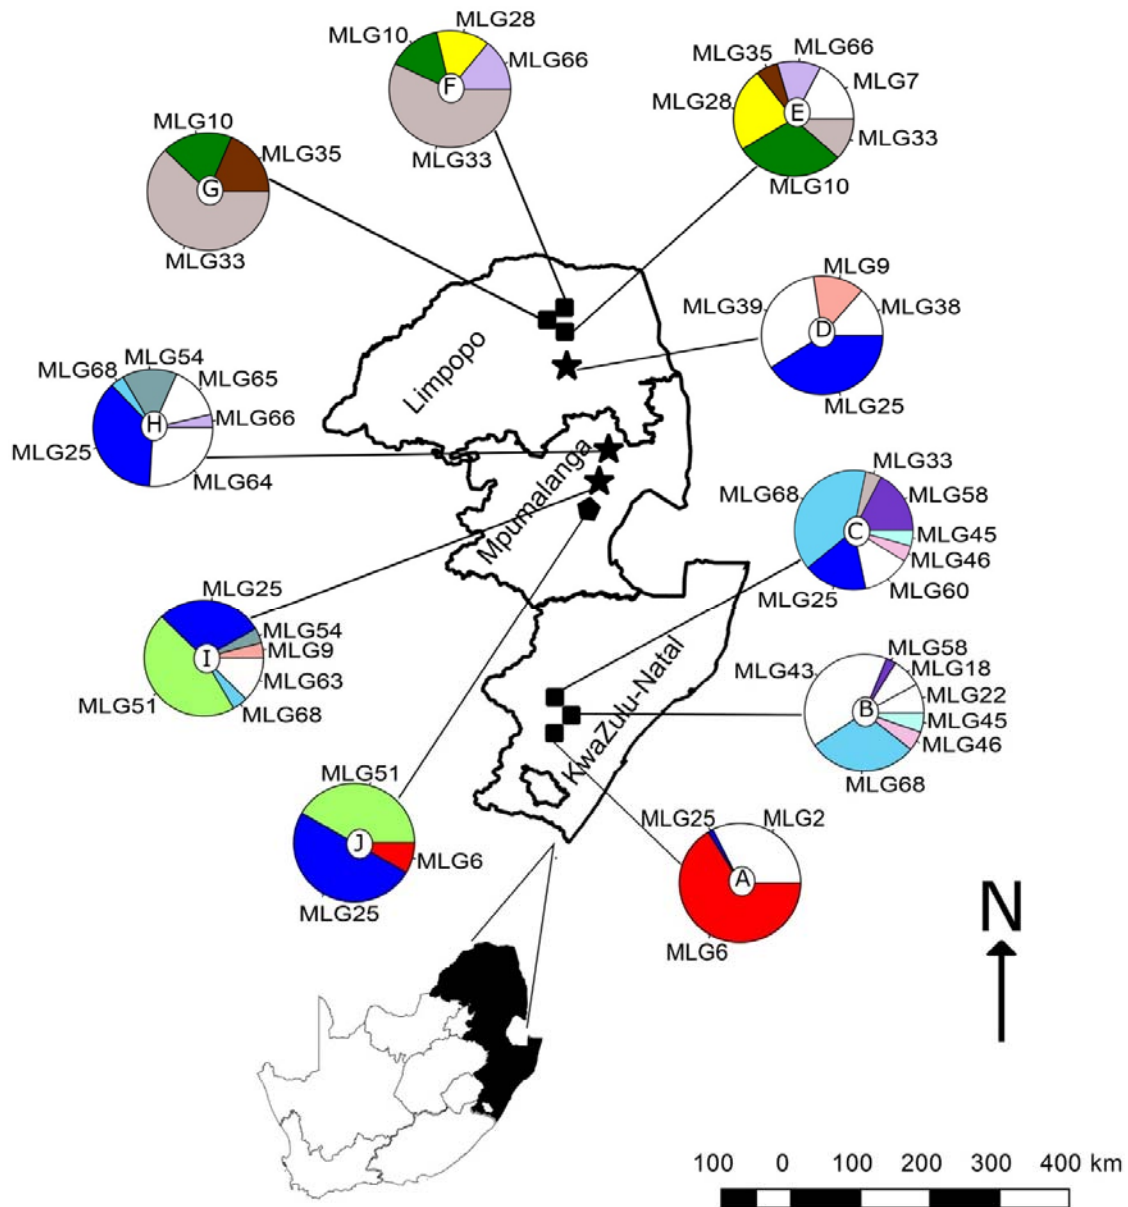 MLG10
MLG28
MLG66
F
MLG33
MLG35
MLG66
MLG7
MLG28
E
MLG33
MLG10
MLG10
MLG35
G
MLG33
MLG9
MLG39
MLG38
D
MLG25
Limpopo
MLG68
MLG54
MLG65
MLG66
H
MLG25
MLG64
Mpumalanga
MLG33
MLG68
MLG58
C
MLG45
MLG46
MLG25
MLG60
MLG25
MLG54
MLG9
I
MLG63
MLG51
MLG68
KwaZulu-Natal
MLG58
MLG43
MLG18
MLG22
B
MLG45
MLG46
MLG68
MLG51
J
MLG6
MLG25
MLG25
MLG2
A
MLG6
N
100 0 100 200 300 400 km